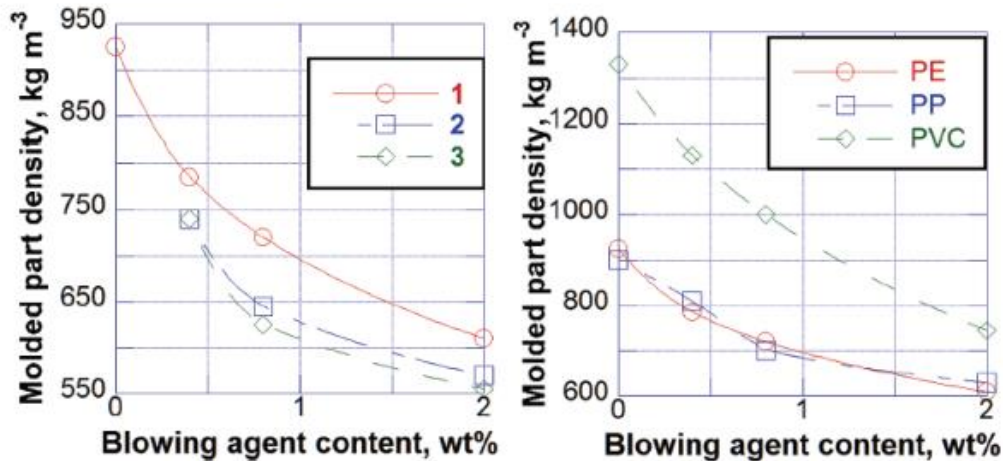 Molded part density, kg m⁻³
950
850
750
650
550
0
1
2
Blowing agent content, wt%
1
2
3
Molded part density, kg m⁻³
1400
1200
1000
800
600
0
1
2
Blowing agent content, wt%
PE
PP
PVC